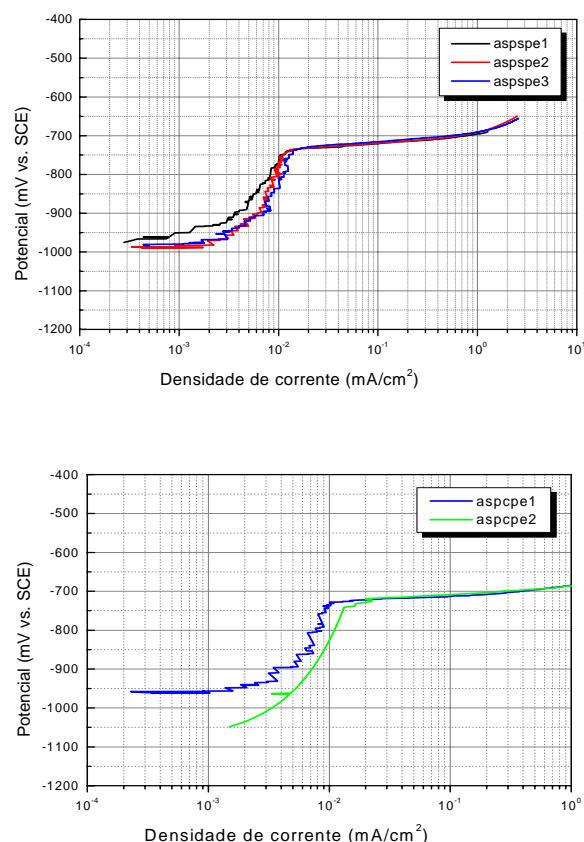 -400
aspspe1
-500
aspspe2
aspspe3
-600
-700
-800
-900
-1000
-1100
-1200
Potencial (mV vs. SCE)
10-4 10-3 10-2 10-1 100 101
Densidade de corrente (mA/cm2)
-400
aspcpe1
-500
aspcpe2
-600
-700
-800
-900
-1000
-1100
-1200
Potencial (mV vs. SCE)
10-4 10-3 10-2 10-1 100
Densidade de corrente (mA/cm2)